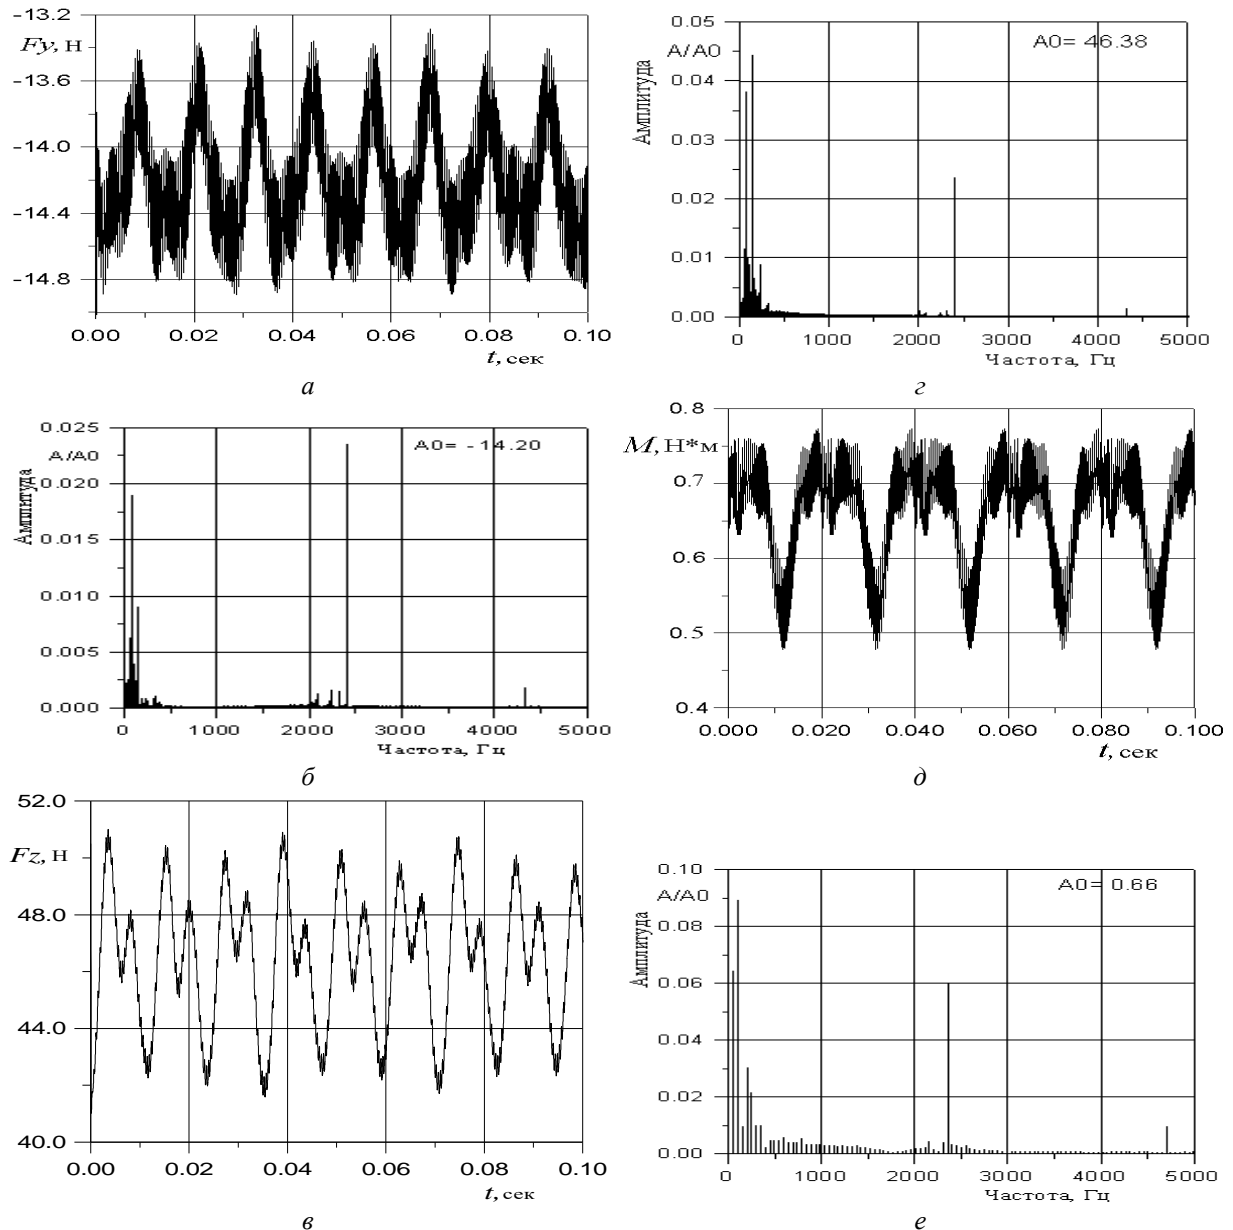 -13.2
Fy, Н
-13.6
-14.0
-14.4
-14.8
0.00 0.02 0.04 0.06 0.08 0.10
t, сек
а
0.05
A/A0
0.04
0.03
0.02
0.01
0.00
Амплитуда
A0= 46.38
0 1000 2000 3000 4000 5000
Частота, Гц
г
0.025
A/A0
0.020
0.015
0.010
0.005
0.000
Амплитуда
A0= -14.20
0 1000 2000 3000 4000 5000
Частота, Гц
б
0.8
M, Н*м
0.7
0.6
0.5
0.4
0.000 0.020 0.040 0.060 0.080 0.100
t, сек
д
52.0
Fz, Н
48.0
44.0
40.0
0.00 0.02 0.04 0.06 0.08 0.10
t, сек
в
0.10
A/A0
0.08
0.06
0.04
0.02
0.00
Амплитуда
A0= 0.66
0 1000 2000 3000 4000 5000
Частота, Гц
е